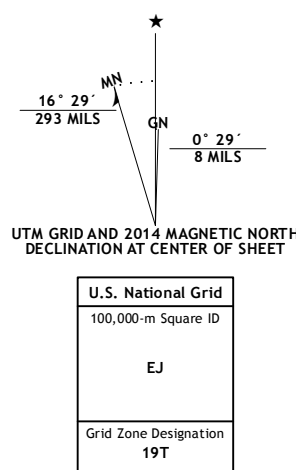 ★
MN
GN
16° 29´
293 MILS
0° 29´
8 MILS
UTM GRID AND 2014 MAGNETIC NORTH
DECLINATION AT CENTER OF SHEET
U.S. National Grid
100,000-m Square ID
EJ
Grid Zone Designation
19T